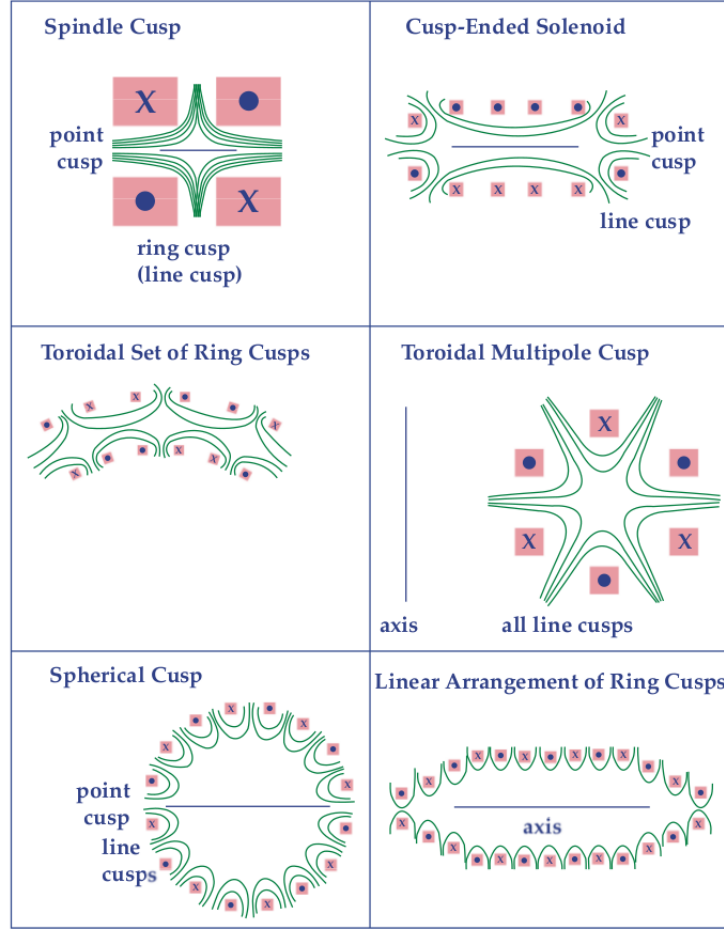 Spindle Cusp
X
point
cusp
X
ring cusp
(line cusp)
Cusp-Ended Solenoid
x
x
point
cusp
x
x
x
x
line cusp
Toroidal Set of Ring Cusps
x
x
x
x
x
x
Toroidal Multipole Cusp
X
X
X
axis
all line cusps
Spherical Cusp
x
x
x
x
point
cusp
x
line
cusps
x
x
x
Linear Arrangement of Ring Cusps
x
x
x
x
x
x
axis
x
x
x
x
x
x